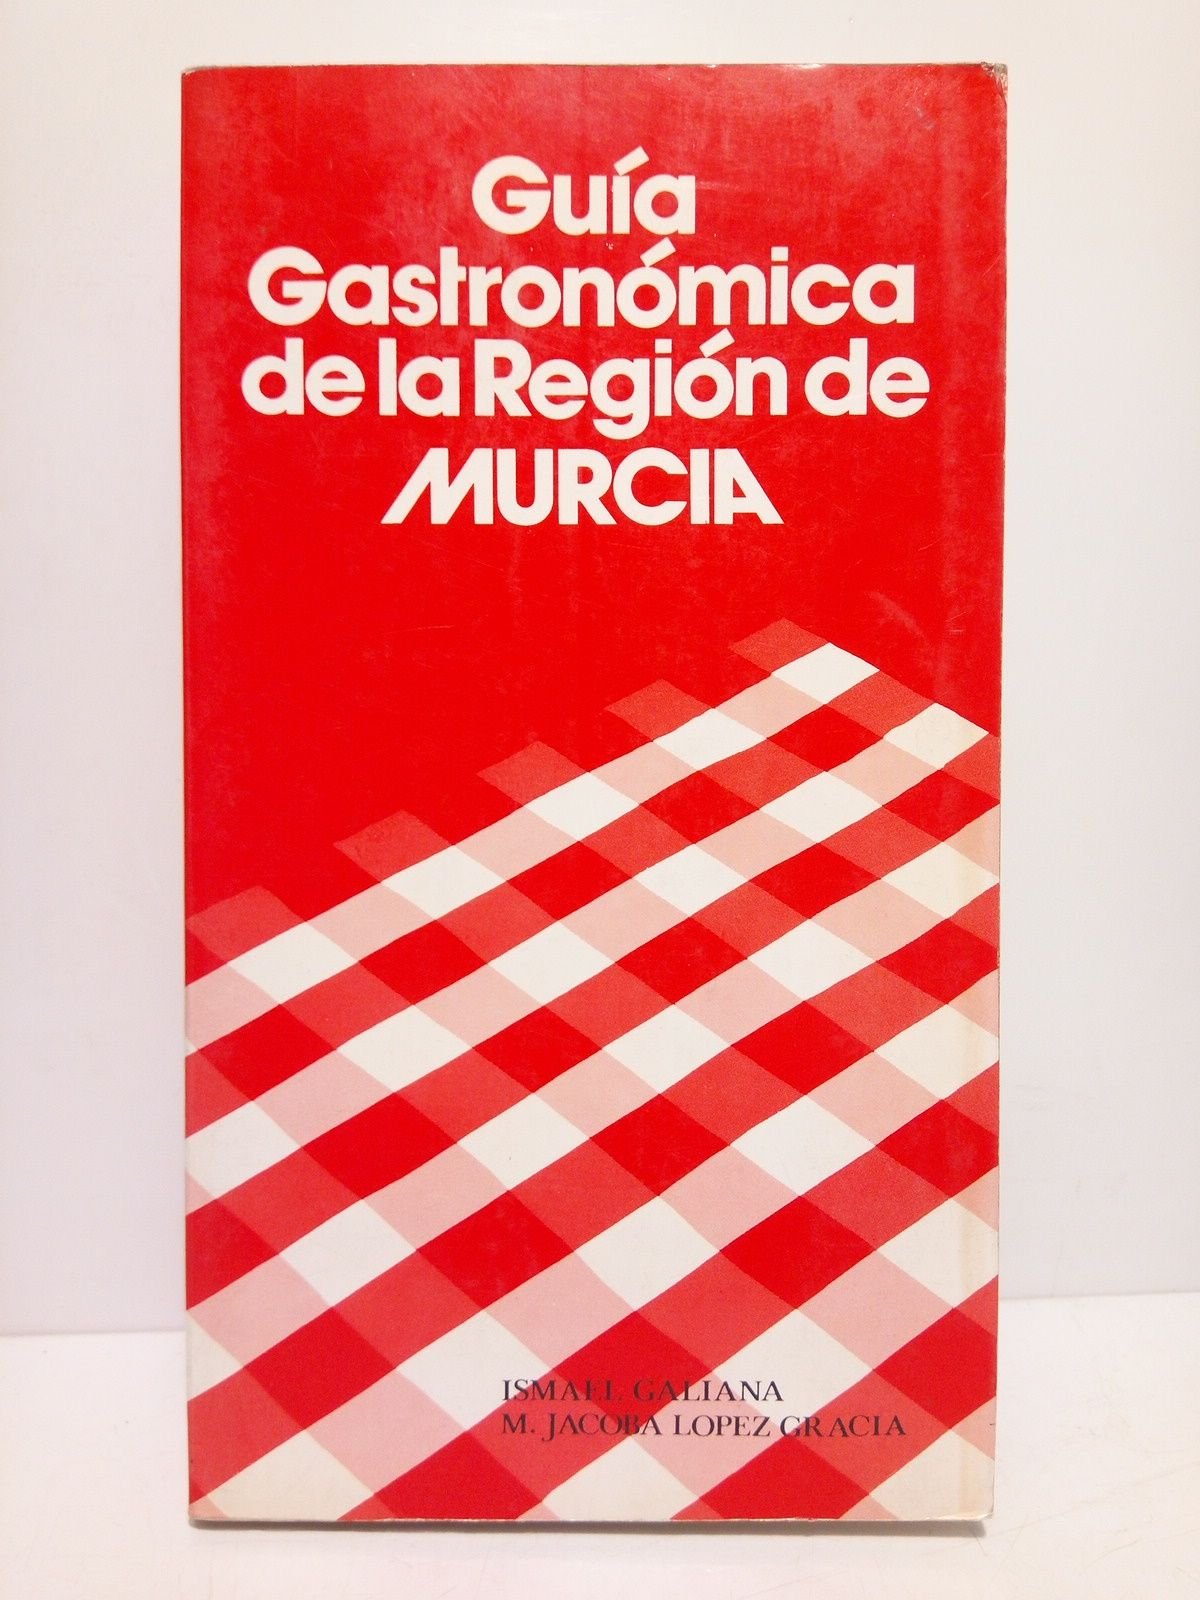 Guía
Gastronómica
de la Región de
MURCIA
ISMAEL GALIANA
M. JACOBA LOPEZ GRACIA